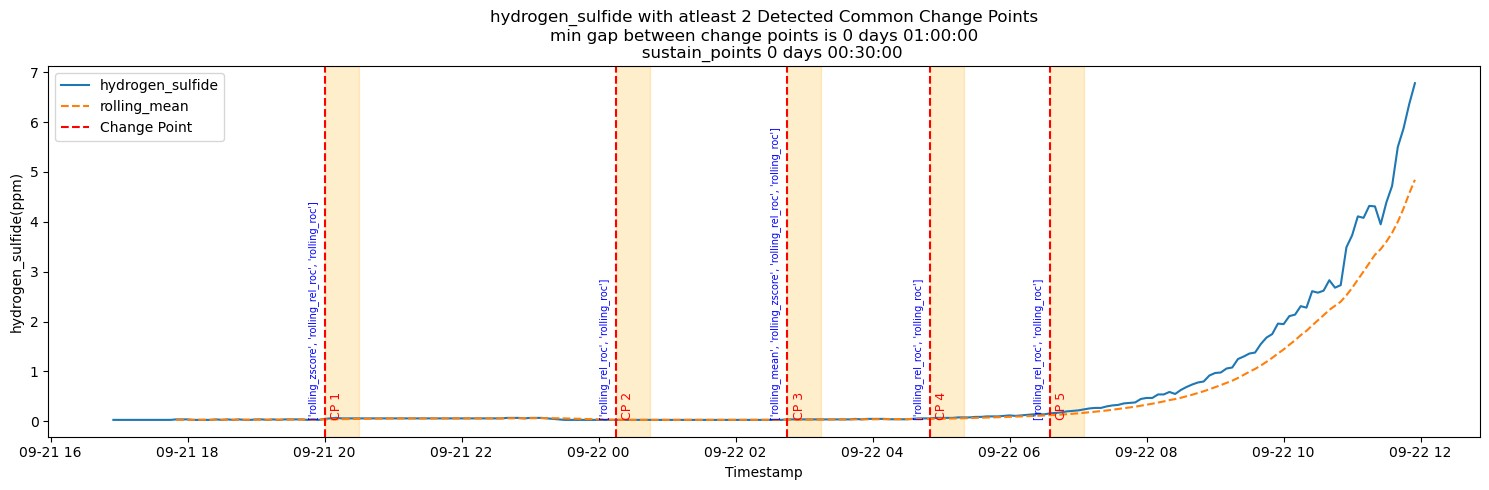 hydrogen_sulfide with atleast 2 Detected Common Change Points
min gap between change points is 0 days 01:00:00
sustain_points 0 days 00:30:00
hydrogen_sulfide
rolling_mean
Change Point
hydrogen_sulfide(ppm)
7
6
5
4
3
2
1
0
['rolling_zscore', 'rolling_rel_roc', 'rolling_roc']
CP 1
['rolling_rel_roc', 'rolling_roc']
CP 2
['rolling_mean', 'rolling_zscore', 'rolling_rel_roc', 'rolling_roc']
CP 3
['rolling_rel_roc', 'rolling_roc']
CP 4
['rolling_rel_roc', 'rolling_roc']
CP 5
09-21 16
09-21 18
09-21 20
09-21 22
09-22 00
09-22 02
09-22 04
09-22 06
09-22 08
09-22 10
09-22 12
Timestamp